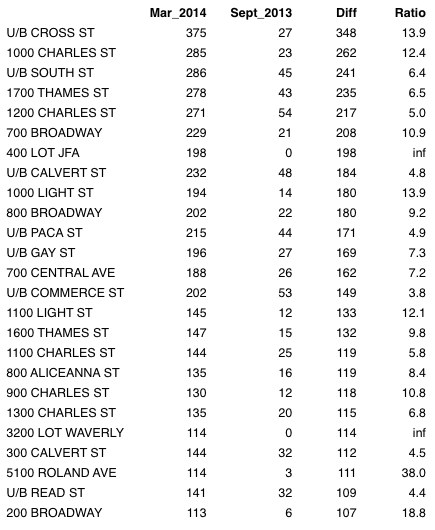 Mar_2014 Sept_2013 Diff Ratio
U/B CROSS ST 375 27 348 13.9
1000 CHARLES ST 285 23 262 12.4
U/B SOUTH ST 286 45 241 6.4
1700 THAMES ST 278 43 235 6.5
1200 CHARLES ST 271 54 217 5.0
700 BROADWAY 229 21 208 10.9
400 LOT JFA 198 0 198 inf
U/B CALVERT ST 232 48 184 4.8
1000 LIGHT ST 194 14 180 13.9
800 BROADWAY 202 22 180 9.2
U/B PACA ST 215 44 171 4.9
U/B GAY ST 196 27 169 7.3
700 CENTRAL AVE 188 26 162 7.2
U/B COMMERCE ST 202 53 149 3.8
1100 LIGHT ST 145 12 133 12.1
1600 THAMES ST 147 15 132 9.8
1100 CHARLES ST 144 25 119 5.8
800 ALICEANNA ST 135 16 119 8.4
900 CHARLES ST 130 12 118 10.8
1300 CHARLES ST 135 20 115 6.8
3200 LOT WAVERLY 114 0 114 inf
300 CALVERT ST 144 32 112 4.5
5100 ROLAND AVE 114 3 111 38.0
U/B READ ST 141 32 109 4.4
200 BROADWAY 113 6 107 18.8